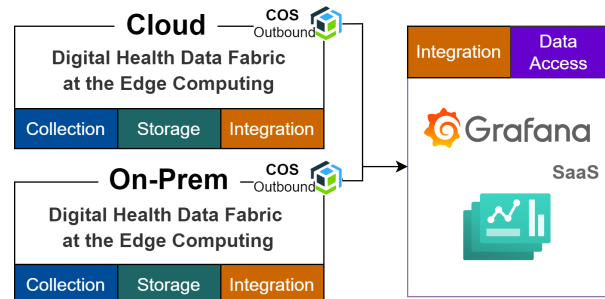 Cloud
COS
Outbound
Digital Health Data Fabric
at the Edge Computing
Collection
Storage
Integration
On-Prem
COS
Outbound
Digital Health Data Fabric
at the Edge Computing
Collection
Storage
Integration
Integration
Data
Access
Grafana
SaaS